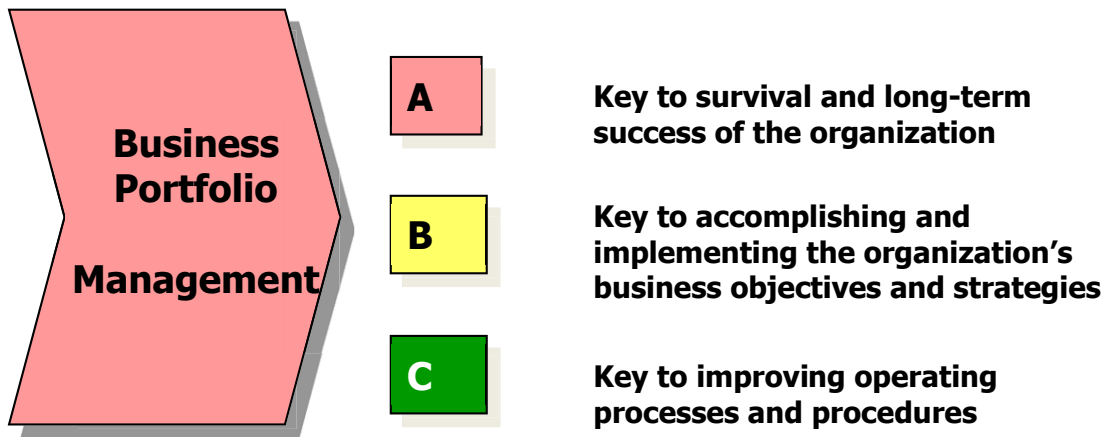 Business
Portfolio
Management
A
Key to survival and long-term
success of the organization
B
Key to accomplishing and
implementing the organization’s
business objectives and strategies
C
Key to improving operating
processes and procedures